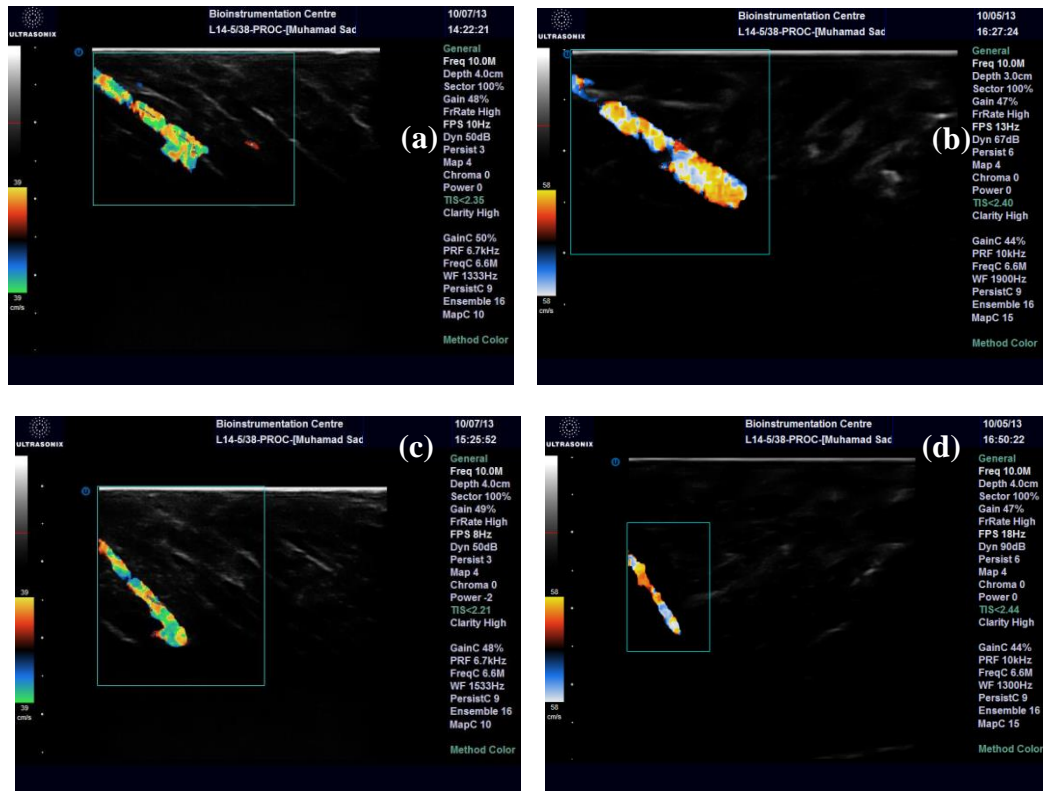 Bioinstrumentation Centre 10/07/13
ULTRASONIX L14-5/38-PROC-[Muhamad Sad 14:22:21
General
Freq 10.0M
Depth 4.0cm
Sector 100%
Gain 48%
FrRate High
(a) FPS 10Hz
Dyn 50dB
Persist 3
Map 4
39 Chroma 0
Power 0
TIS<2.35
Clarity High
GainC 50%
PRF 6.7kHz
FreqC 6.6M
WF 1333Hz
39 PersistC 9
cm/s Ensemble 16
MapC 10
Method Color
Bioinstrumentation Centre 10/05/13
ULTRASONIX L14-5/38-PROC-[Muhamad Sad 16:27:24
General
Freq 10.0M
Depth 3.0cm
Sector 100%
Gain 47%
FrRate High
FPS 13Hz
(b) Dyn 67dB
Persist 6
Map 4
Chroma 0
58 Power 0
TIS<2.40
Clarity High
GainC 44%
PRF 10kHz
FreqC 6.6M
WF 1900Hz
58 PersistC 9
cm/s Ensemble 16
MapC 15
Method Color
Bioinstrumentation Centre 10/07/13
ULTRASONIX L14-5/38-PROC-[Muhamad Sad (c) 15:25:52
General
Freq 10.0M
Depth 4.0cm
Sector 100%
Gain 49%
FrRate High
FPS 8Hz
Dyn 50dB
Persist 3
Map 4
Chroma 0
39 Power -2
TIS<2.21
Clarity High
GainC 48%
PRF 6.7kHz
FreqC 6.6M
WF 1533Hz
39 PersistC 9
cm/s Ensemble 16
MapC 10
Method Color
Bioinstrumentation Centre 10/05/13
ULTRASONIX L14-5/38-PROC-[Muhamad Sad (d) 16:50:22
General
Freq 10.0M
Depth 4.0cm
Sector 100%
Gain 47%
FrRate High
FPS 18Hz
Dyn 90dB
Persist 6
Map 4
Chroma 0
58 Power 0
TIS<2.44
Clarity High
GainC 44%
PRF 10kHz
FreqC 6.6M
WF 1300Hz
58 PersistC 9
cm/s Ensemble 16
MapC 15
Method Color